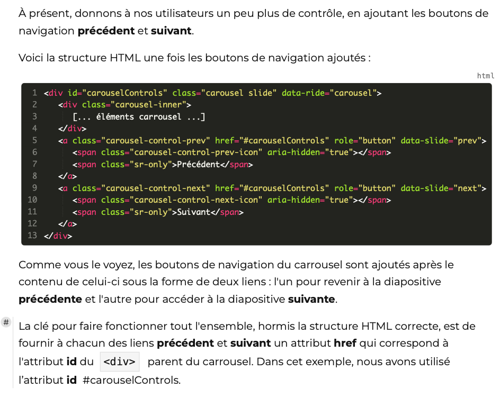 À présent, donnons à nos utilisateurs un peu plus de contrôle, en ajoutant les boutons de
navigation précédent et suivant.
Voici la structure HTML une fois les boutons de navigation ajoutés :
html
1 <div id="carouselControls" class="carousel slide" data-ride="carousel">
2    <div class="carousel-inner">
3       [... éléments carrousel ...]
4    </div>
5    <a class="carousel-control-prev" href="#carouselControls" role="button" data-slide="prev">
6       <span class="carousel-control-prev-icon" aria-hidden="true"></span>
7       <span class="sr-only">Précédent</span>
8    </a>
9    <a class="carousel-control-next" href="#carouselControls" role="button" data-slide="next">
10       <span class="carousel-control-next-icon" aria-hidden="true"></span>
11       <span class="sr-only">Suivant</span>
12    </a>
13 </div>
Comme vous le voyez, les boutons de navigation du carrousel sont ajoutés après le
contenu de celui-ci sous la forme de deux liens : l'un pour revenir à la diapositive
précédente et l'autre pour accéder à la diapositive suivante.
# La clé pour faire fonctionner tout l'ensemble, hormis la structure HTML correcte, est de
fournir à chacun des liens précédent et suivant un attribut href qui correspond à
l'attribut id du <div> parent du carrousel. Dans cet exemple, nous avons utilisé
l'attribut id #carouselControls.